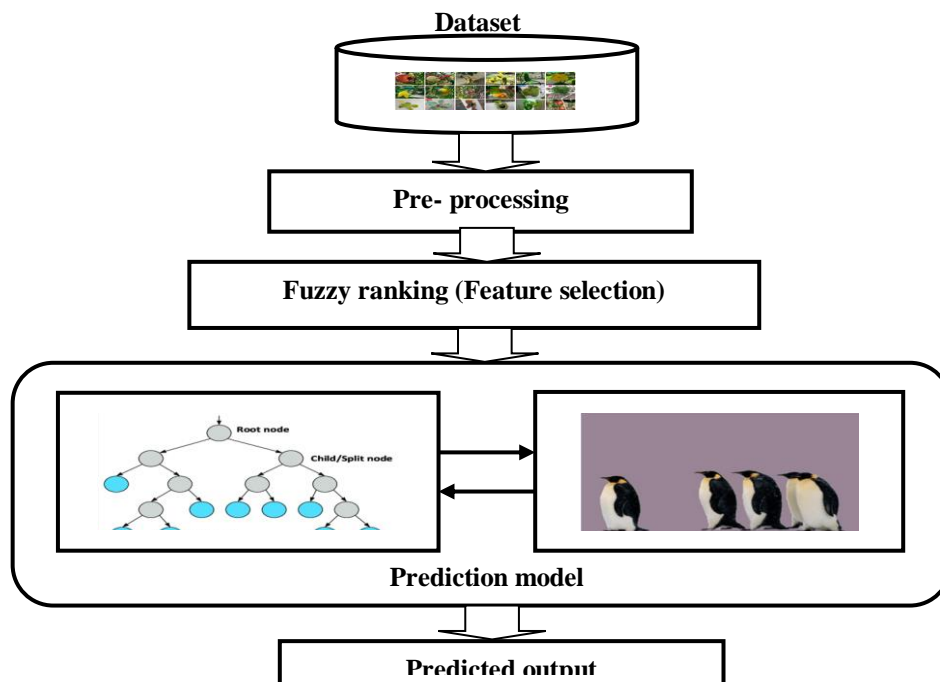 Dataset
Pre- processing
Fuzzy ranking (Feature selection)
Root node
Child/Split node
Prediction model
Predicted output